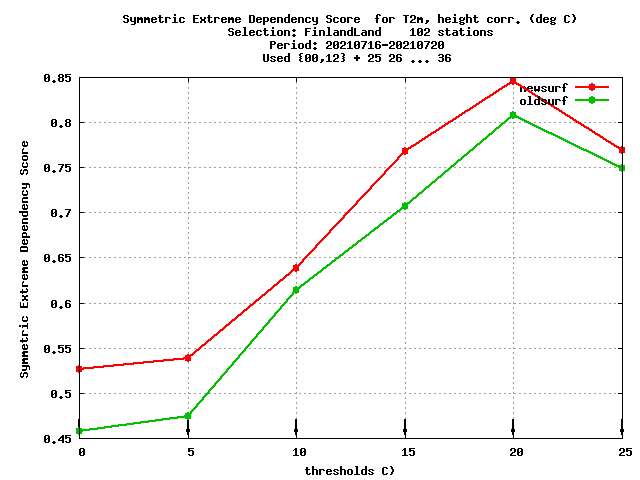 Symmetric Extreme Dependency Score  for T2m, height corr. (deg C)
Selection: FinlandLand    102 stations
Period: 20210716-20210720
Used {00,12} + 25 26 ... 36
0.85
0.8
0.75
0.7
0.65
0.6
0.55
0.5
0.45
Symmetric Extreme Dependency Score
newsurf
oldsurf
0 5 10 15 20 25
thresholds C)